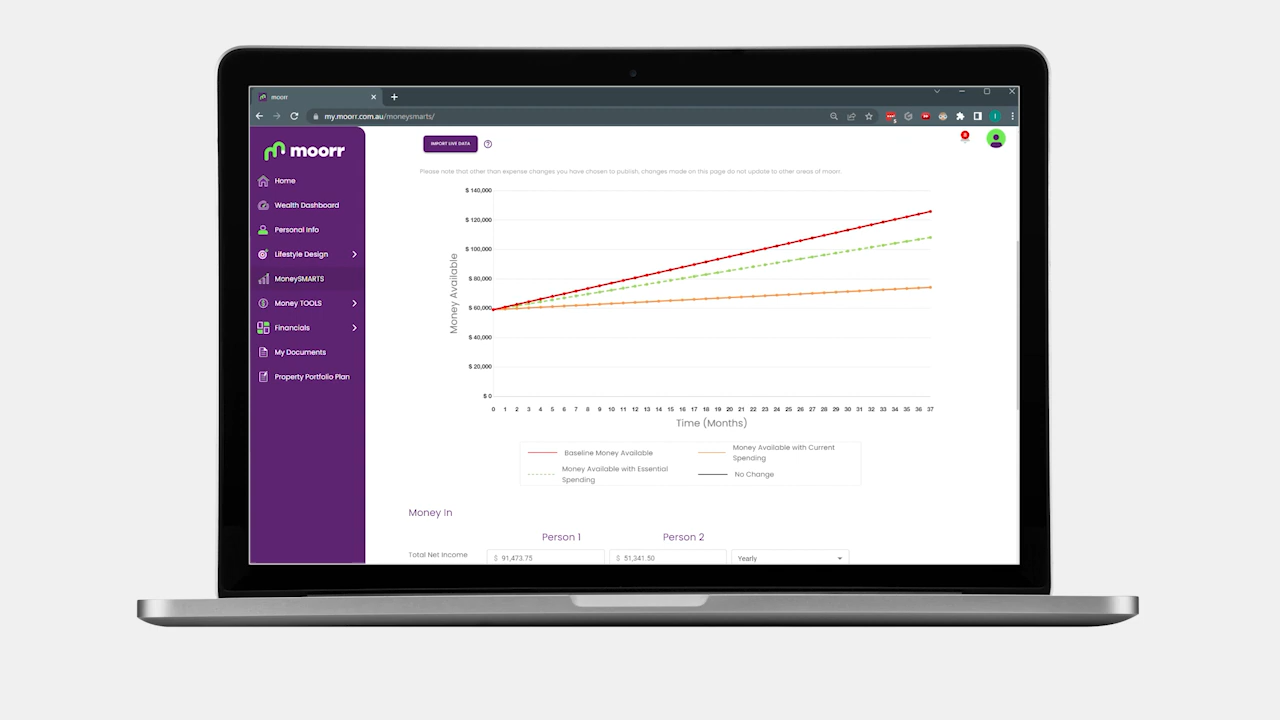 moorr
my.moorr.com.au/moneysmarts/
moorr
Home
Wealth Dashboard
Personal Info
Lifestyle Design
MoneySMARTS
Money TOOLS
Financials
My Documents
Property Portfolio Plan
IMPORT LIVE DATA
Please note that other than expense changes you have chosen to publish, changes made on this page do not update to other areas of moorr.
$ 140,000
$ 120,000
$ 100,000
$ 80,000
$ 60,000
$ 40,000
$ 20,000
$ 0
Money Available
0 1 2 3 4 5 6 7 8 9 10 11 12 13 14 15 16 17 18 19 20 21 22 23 24 25 26 27 28 29 30 31 32 33 34 35 36 37
Time (Months)
Baseline Money Available
Money Available with Current
Spending
Money Available with Essential
Spending
No Change
Money In
Person 1 Person 2
Total Net Income $ 91,473.75 $ 51,341.50 Yearly